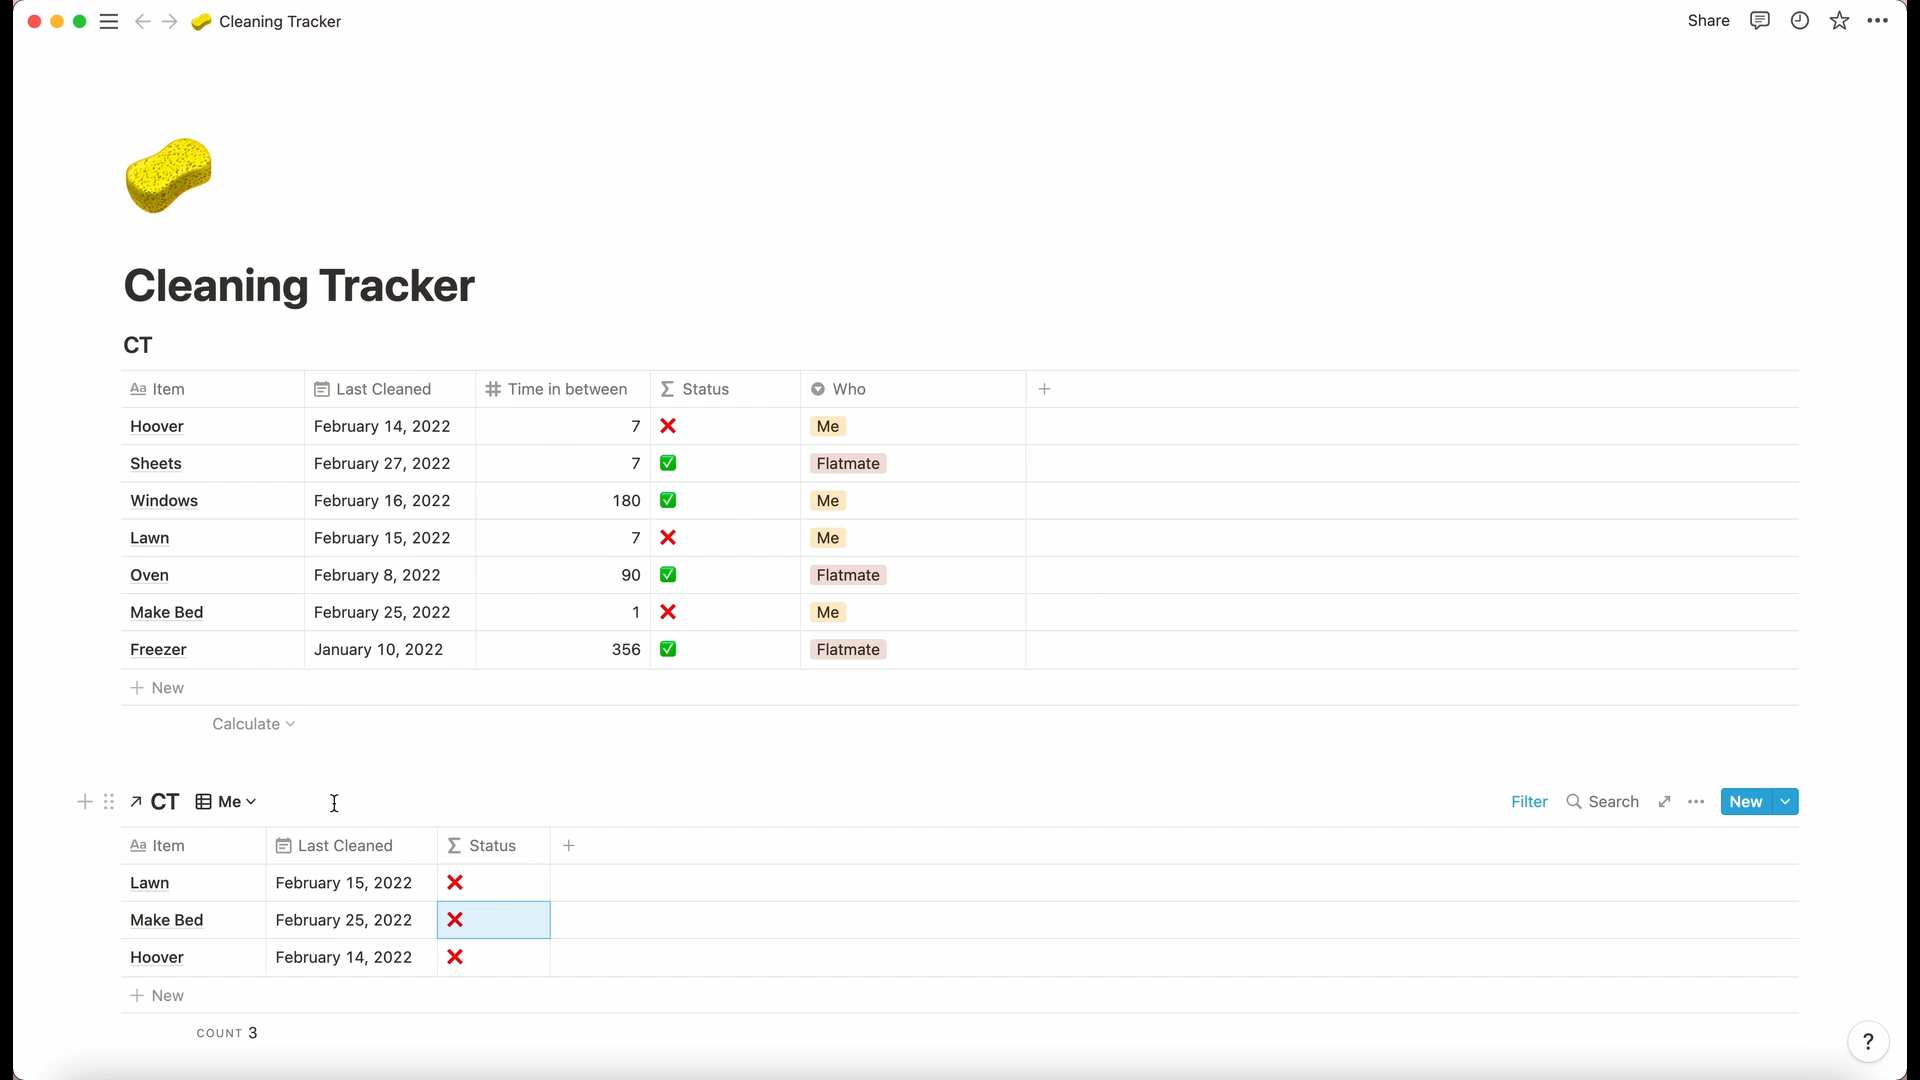 Cleaning Tracker
Share
Cleaning Tracker
CT
Aa Item Last Cleaned Time in between Σ Status Who
Hoover February 14, 2022 7 ❌ Me
Sheets February 27, 2022 7 ✅ Flatmate
Windows February 16, 2022 180 ✅ Me
Lawn February 15, 2022 7 ❌ Me
Oven February 8, 2022 90 ✅ Flatmate
Make Bed February 25, 2022 1 ❌ Me
Freezer January 10, 2022 356 ✅ Flatmate
+ New
Calculate
CT Me Filter Search New
Aa Item Last Cleaned Σ Status
Lawn February 15, 2022 ❌
Make Bed February 25, 2022 ❌
Hoover February 14, 2022 ❌
+ New
COUNT 3
?